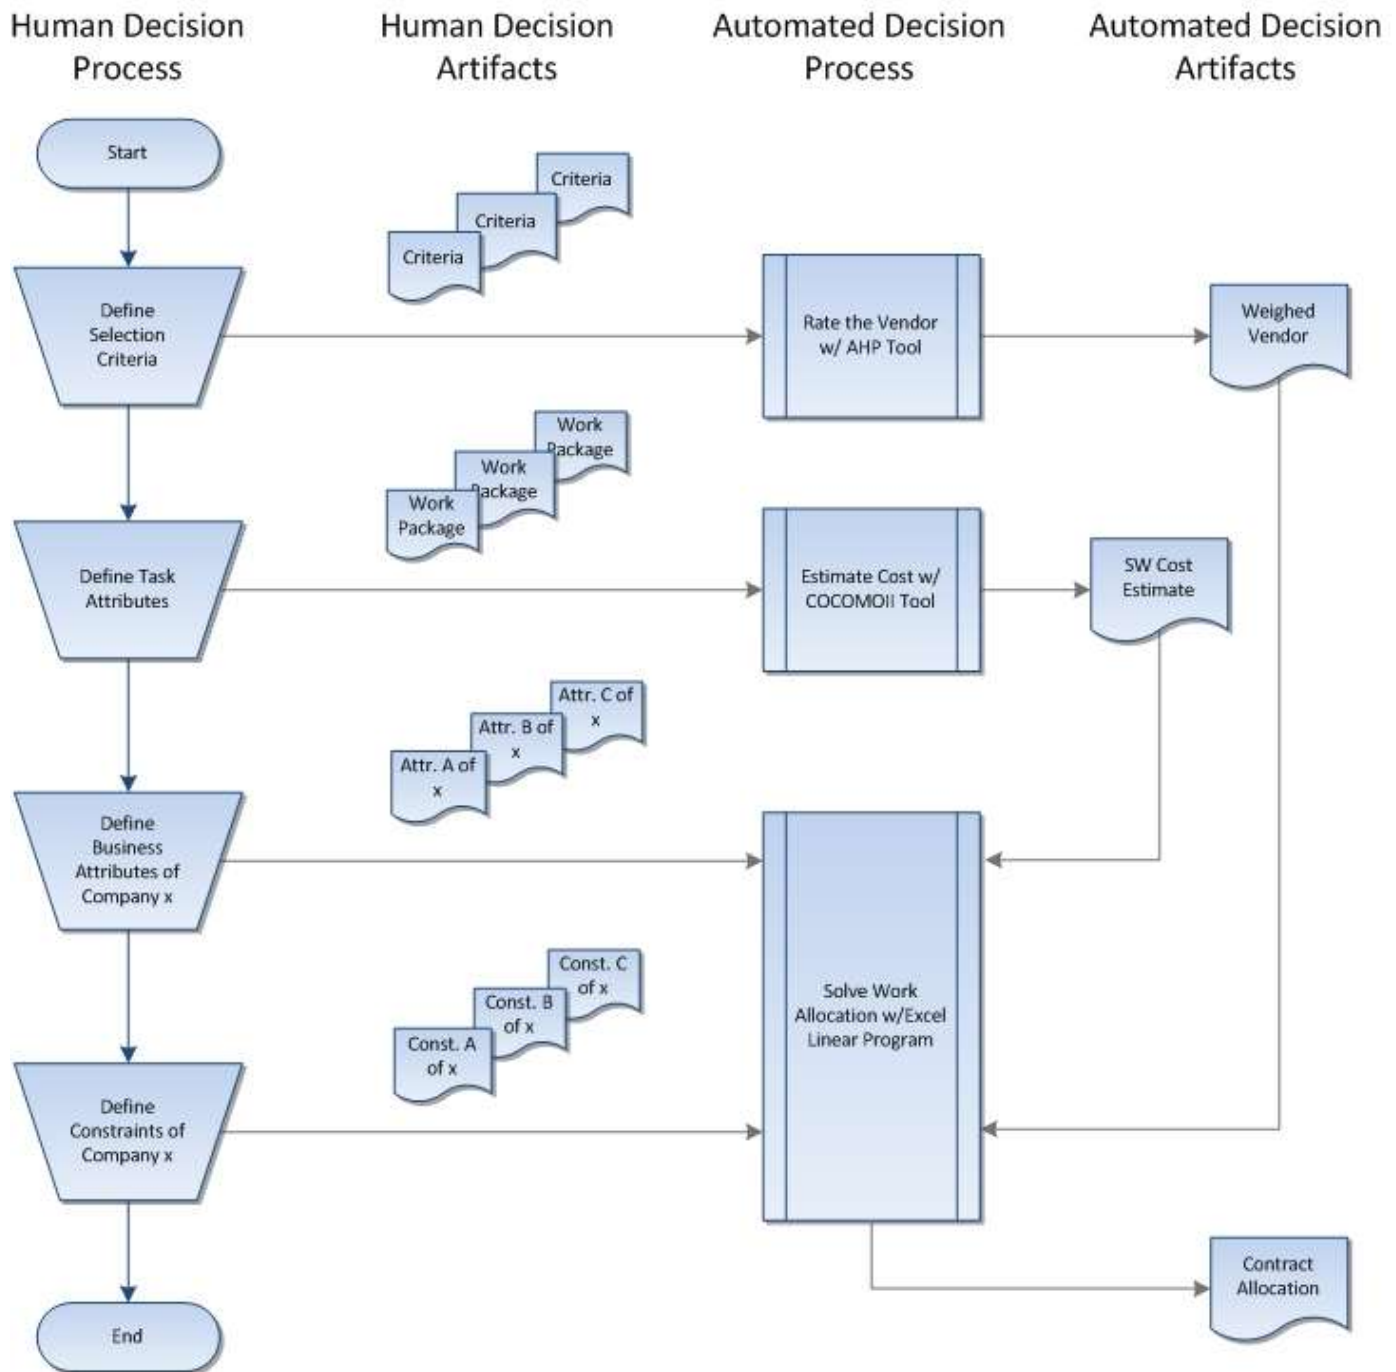 Human Decision
Process
Human Decision
Artifacts
Automated Decision
Process
Automated Decision
Artifacts
Start
Criteria
Criteria
Criteria
Define
Selection
Criteria
Rate the Vendor
w/ AHP Tool
Weighed
Vendor
Work
Package
Work
Package
Work
Package
Define Task
Attributes
Estimate Cost w/
COCOMOII Tool
SW Cost
Estimate
Attr. C of
x
Attr. B of
x
Attr. A of
x
Define
Business
Attributes of
Company x
Const. C
of x
Const. B
of x
Const. A
of x
Solve Work
Allocation w/Excel
Linear Program
Define
Constraints of
Company x
Contract
Allocation
End